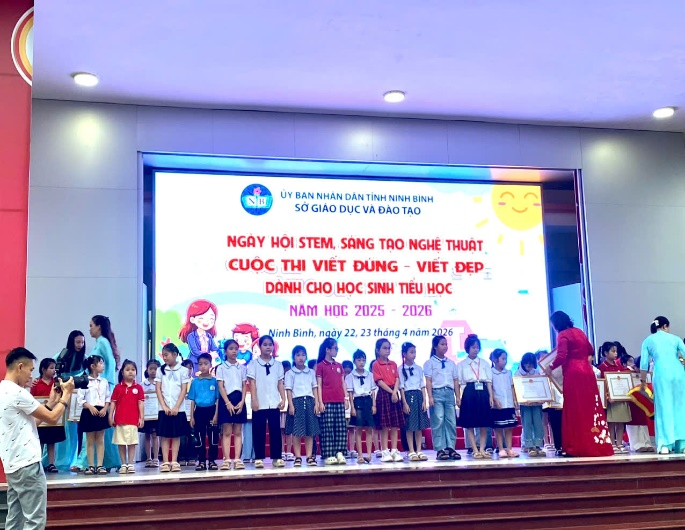 ỦY BAN NHÂN DÂN TỈNH NINH BÌNH
SỞ GIÁO DỤC VÀ ĐÀO TẠO
NGÀY HỘI STEM, SÁNG TẠO NGHỆ THUẬT
CUỘC THI VIẾT ĐÚNG - VIẾT ĐẸP
DÀNH CHO HỌC SINH TIỂU HỌC
NĂM HỌC 2025 - 2026
Ninh Bình, ngày 22, 23 tháng 4 năm 2026